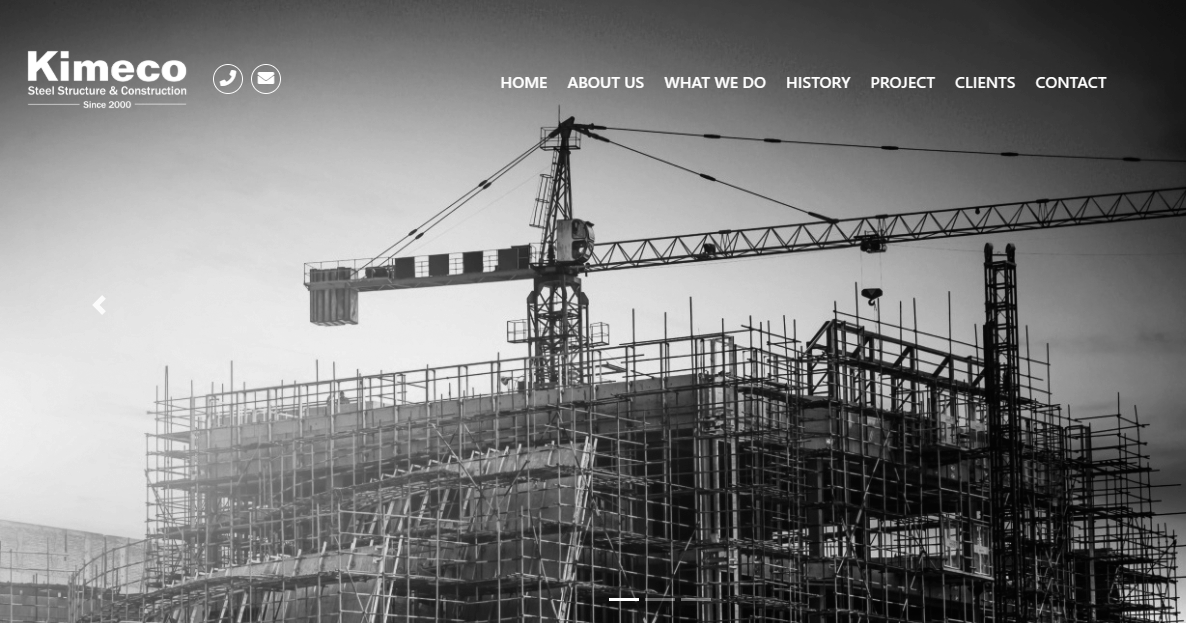 Kimeco
Steel Structure & Construction
Since 2000
HOME ABOUT US WHAT WE DO HISTORY PROJECT CLIENTS CONTACT